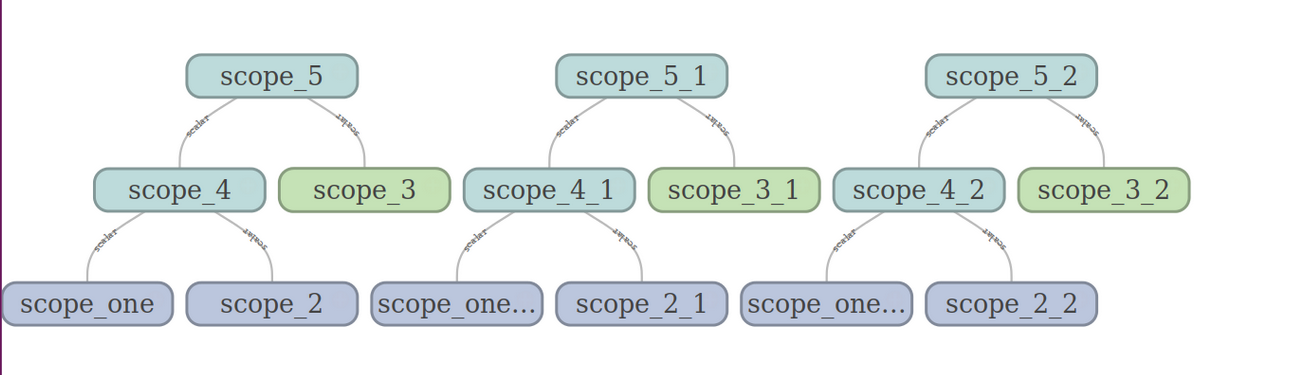 scope_5
scope_5_1
scope_5_2
scalar
scalar
scalar
scalar
scalar
scalar
scope_4
scope_3
scope_4_1
scope_3_1
scope_4_2
scope_3_2
scalar
scalar
scalar
scalar
scalar
scalar
scope_one
scope_2
scope_one...
scope_2_1
scope_one...
scope_2_2